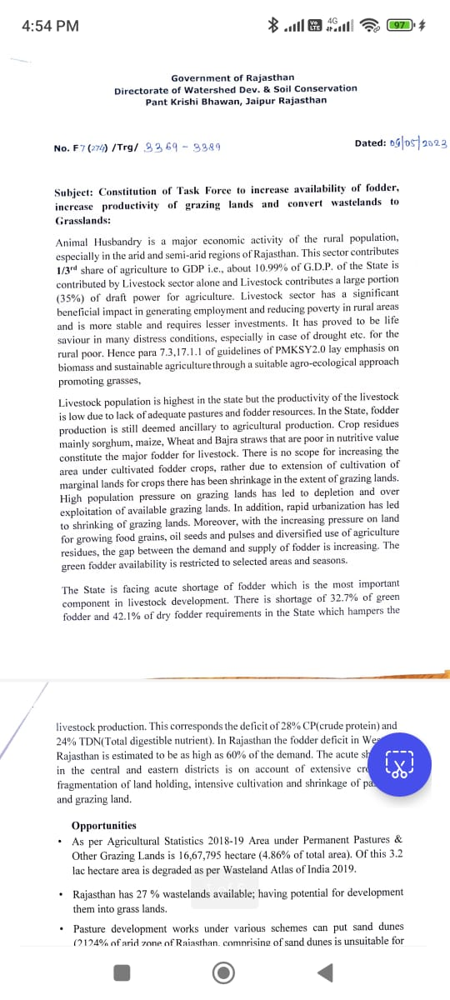 4:54 PM
Vo LTE 4G 97
Government of Rajasthan
Directorate of Watershed Dev. & Soil Conservation
Pant Krishi Bhawan, Jaipur Rajasthan
No. F7(274) /Trg/ 3369 - 3389
Dated: 05/2023
Subject: Constitution of Task Force to increase availability of fodder,
increase productivity of grazing lands and convert wastelands to
Grasslands:
Animal Husbandry is a major economic activity of the rural population,
especially in the arid and semi-arid regions of Rajasthan. This sector contributes
1/3rd share of agriculture to GDP i.e., about 10.99% of G.D.P. of the State is
contributed by Livestock sector alone and Livestock contributes a large portion
(35%) of draft power for agriculture. Livestock sector has a significant
beneficial impact in generating employment and reducing poverty in rural areas
and is more stable and requires lesser investments. It has proved to be life
saviour in many distress conditions, especially in case of drought etc. for the
rural poor. Hence para 7.3,17.1.1 of guidelines of PMKSY2.0 lay emphasis on
biomass and sustainable agriculture through a suitable agro-ecological approach
promoting grasses,
Livestock population is highest in the state but the productivity of the livestock
is low due to lack of adequate pastures and fodder resources. In the State, fodder
production is still deemed ancillary to agricultural production. Crop residues
mainly sorghum, maize, Wheat and Bajra straws that are poor in nutritive value
constitute the major fodder for livestock. There is no scope for increasing the
area under cultivated fodder crops, rather due to extension of cultivation of
marginal lands for crops there has been shrinkage in the extent of grazing lands.
High population pressure on grazing lands has led to depletion and over
exploitation of available grazing lands. In addition, rapid urbanization has led
to shrinking of grazing lands. Moreover, with the increasing pressure on land
for growing food grains, oil seeds and pulses and diversified use of agriculture
residues, the gap between the demand and supply of fodder is increasing. The
green fodder availability is restricted to selected areas and seasons.
The State is facing acute shortage of fodder which is the most important
component in livestock development. There is shortage of 32.7% of green
fodder and 42.1% of dry fodder requirements in the State which hampers the
livestock production. This corresponds the deficit of 28% CP(crude protein) and
24% TDN(Total digestible nutrient). In Rajasthan the fodder deficit in
Rajasthan is estimated to be as high as 60% of the demand. The acute
in the central and eastern districts is on account of extensive
fragmentation of land holding, intensive cultivation and shrinkage of
and grazing land.
Opportunities
• As per Agricultural Statistics 2018-19 Area under Permanent Pastures &
Other Grazing Lands is 16,67,795 hectare (4.86% of total area). Of this 3.2
lac hectare area is degraded as per Wasteland Atlas of India 2019.
• Rajasthan has 27 % wastelands available; having potential for development
them into grass lands.
• Pasture development works under various schemes can put sand dunes
(2124% of arid zone of Rajasthan, comprising of sand dunes is unsuitable for